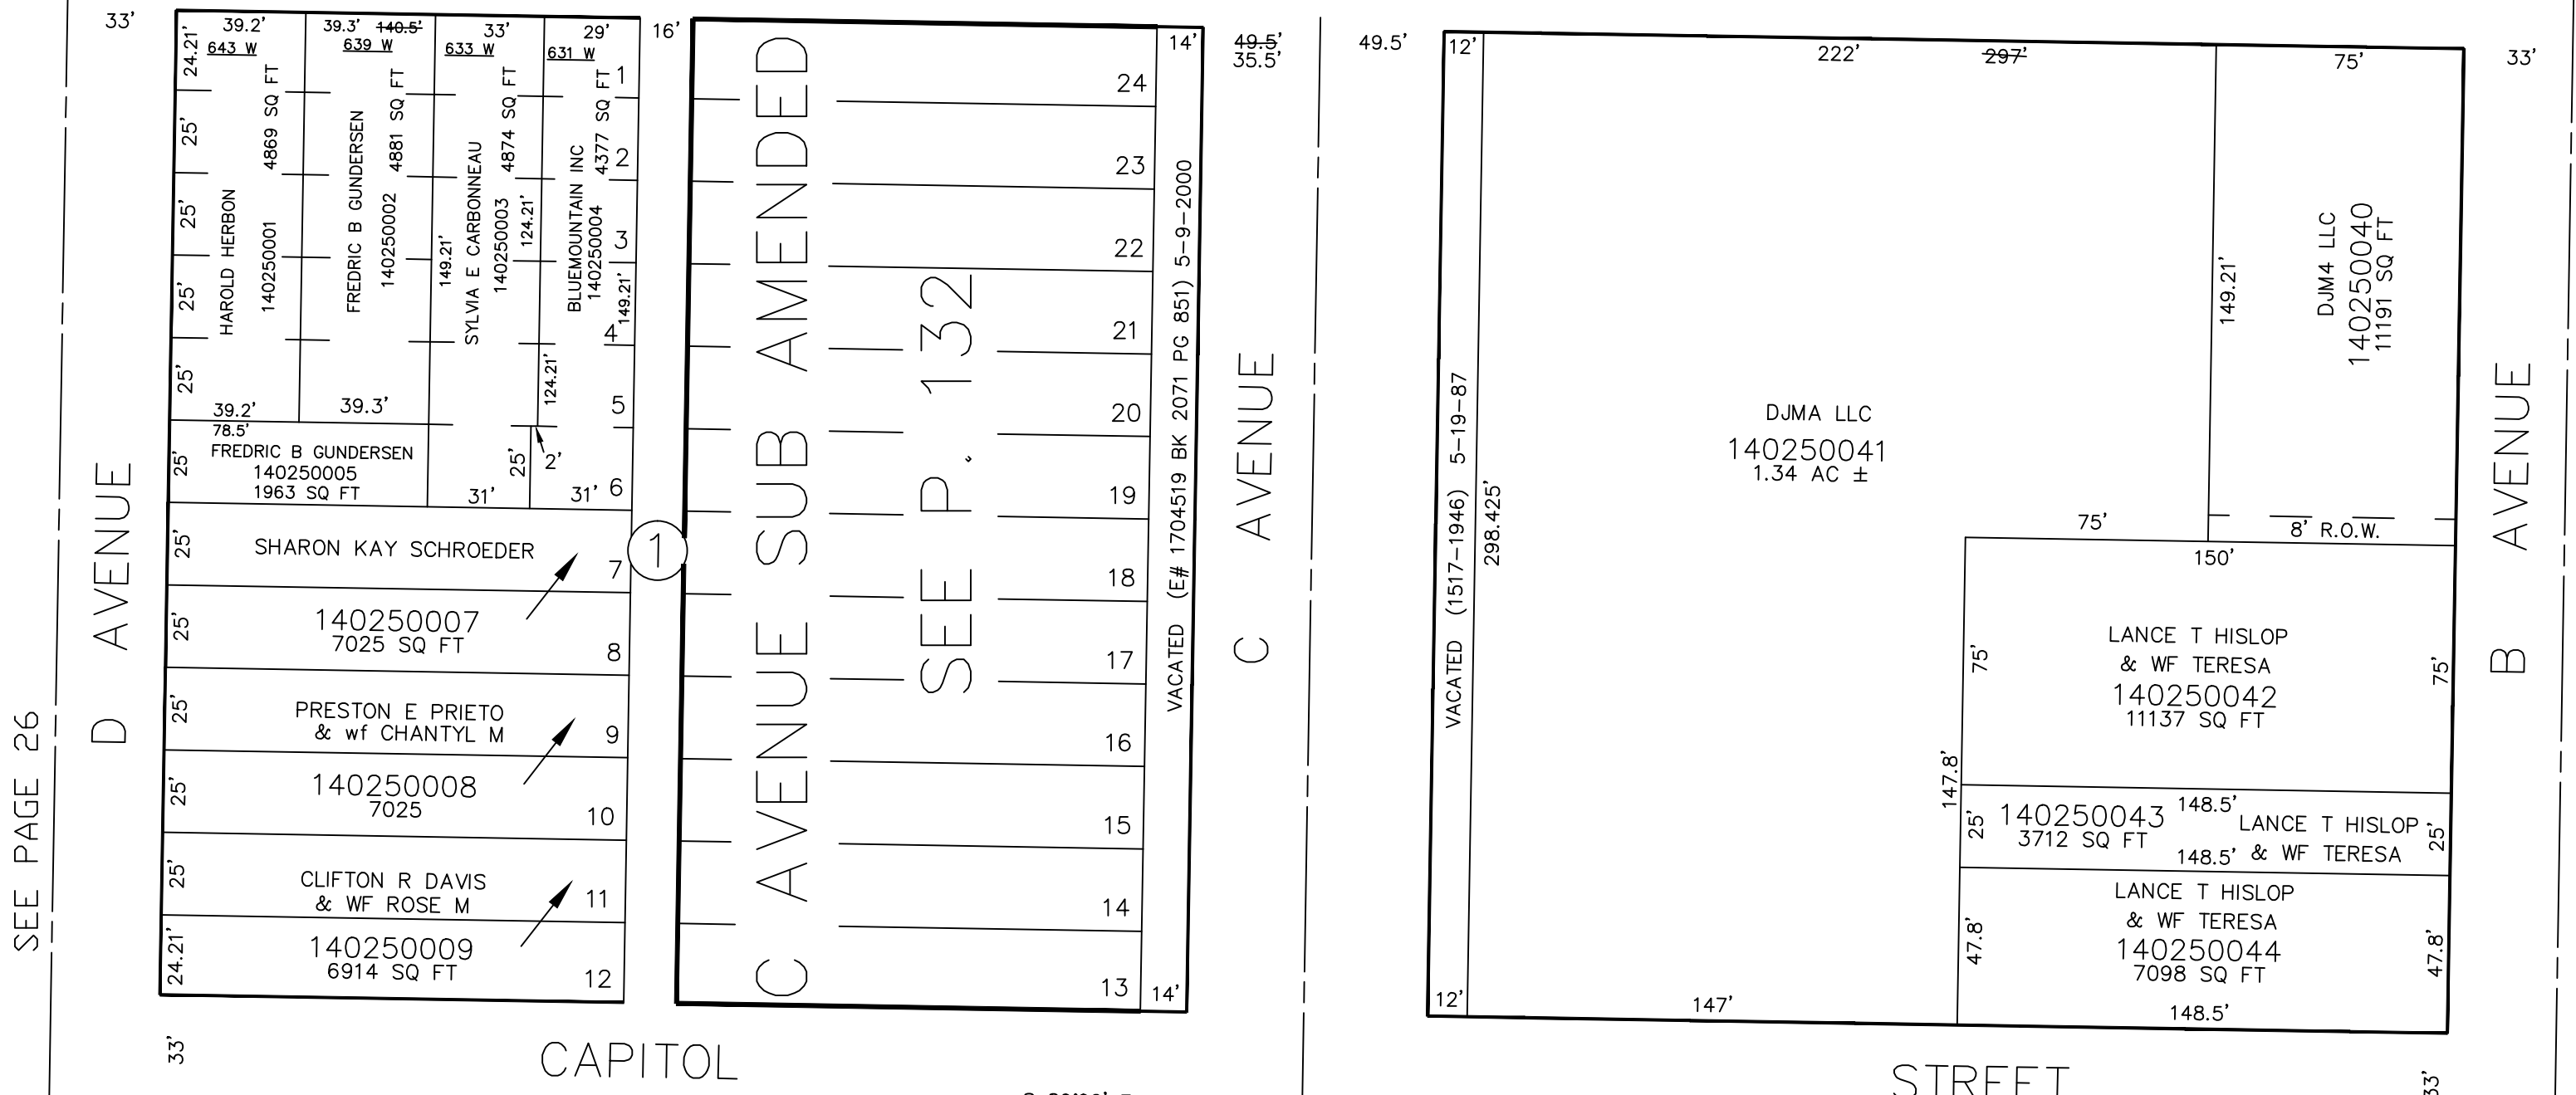 33'
39.2'
643 W
39.3' 140.5'
639 W
33'
633 W
29'
631 W
16'
24.21'
25'
25'
25'
25'
HAROLD HERBON
140250001
4869 SQ FT
FREDRIC B GUNDERSEN
140250002
4881 SQ FT
149.21'
SYLVIA E CARBONNEAU
140250003
4874 SQ FT
124.21'
BLUEMOUNTAIN INC
140250004
4377 SQ FT
149.21'
124.21'
1
2
3
4
5
39.2'
39.3'
78.5'
FREDRIC B GUNDERSEN
140250005
1963 SQ FT
25'
31'
25'
2'
31'
6
25'
SHARON KAY SCHROEDER
7
25'
140250007
7025 SQ FT
8
25'
PRESTON E PRIETO
& wf CHANTYL M
9
25'
140250008
7025
10
25'
CLIFTON R DAVIS
& WF ROSE M
11
24.21'
140250009
6914 SQ FT
12
1
SEE PAGE 26
D AVENUE
C AVENUE SUB AMENDED
SEE P. 132
24
23
22
21
20
19
18
17
16
15
14
13
14'
14'
VACATED (E# 1704519 BK 2071 PG 851) 5-9-2000
49.5'
35.5'
C AVENUE
49.5'
12'
VACATED (1517-1946) 5-19-87
298.425'
12'
222'
297'
75'
33'
DJMA LLC
140250041
1.34 AC ±
149.21'
DJM4 LLC
140250040
11191 SQ FT
8' R.O.W.
75'
150'
75'
LANCE T HISLOP
& WF TERESA
140250042
11137 SQ FT
75'
147.8'
25'
140250043
3712 SQ FT
148.5'
LANCE T HISLOP
& WF TERESA
148.5'
25'
47.8'
LANCE T HISLOP
& WF TERESA
140250044
7098 SQ FT
47.8'
147'
148.5'
B AVENUE
33'
CAPITOL
STREET
33'